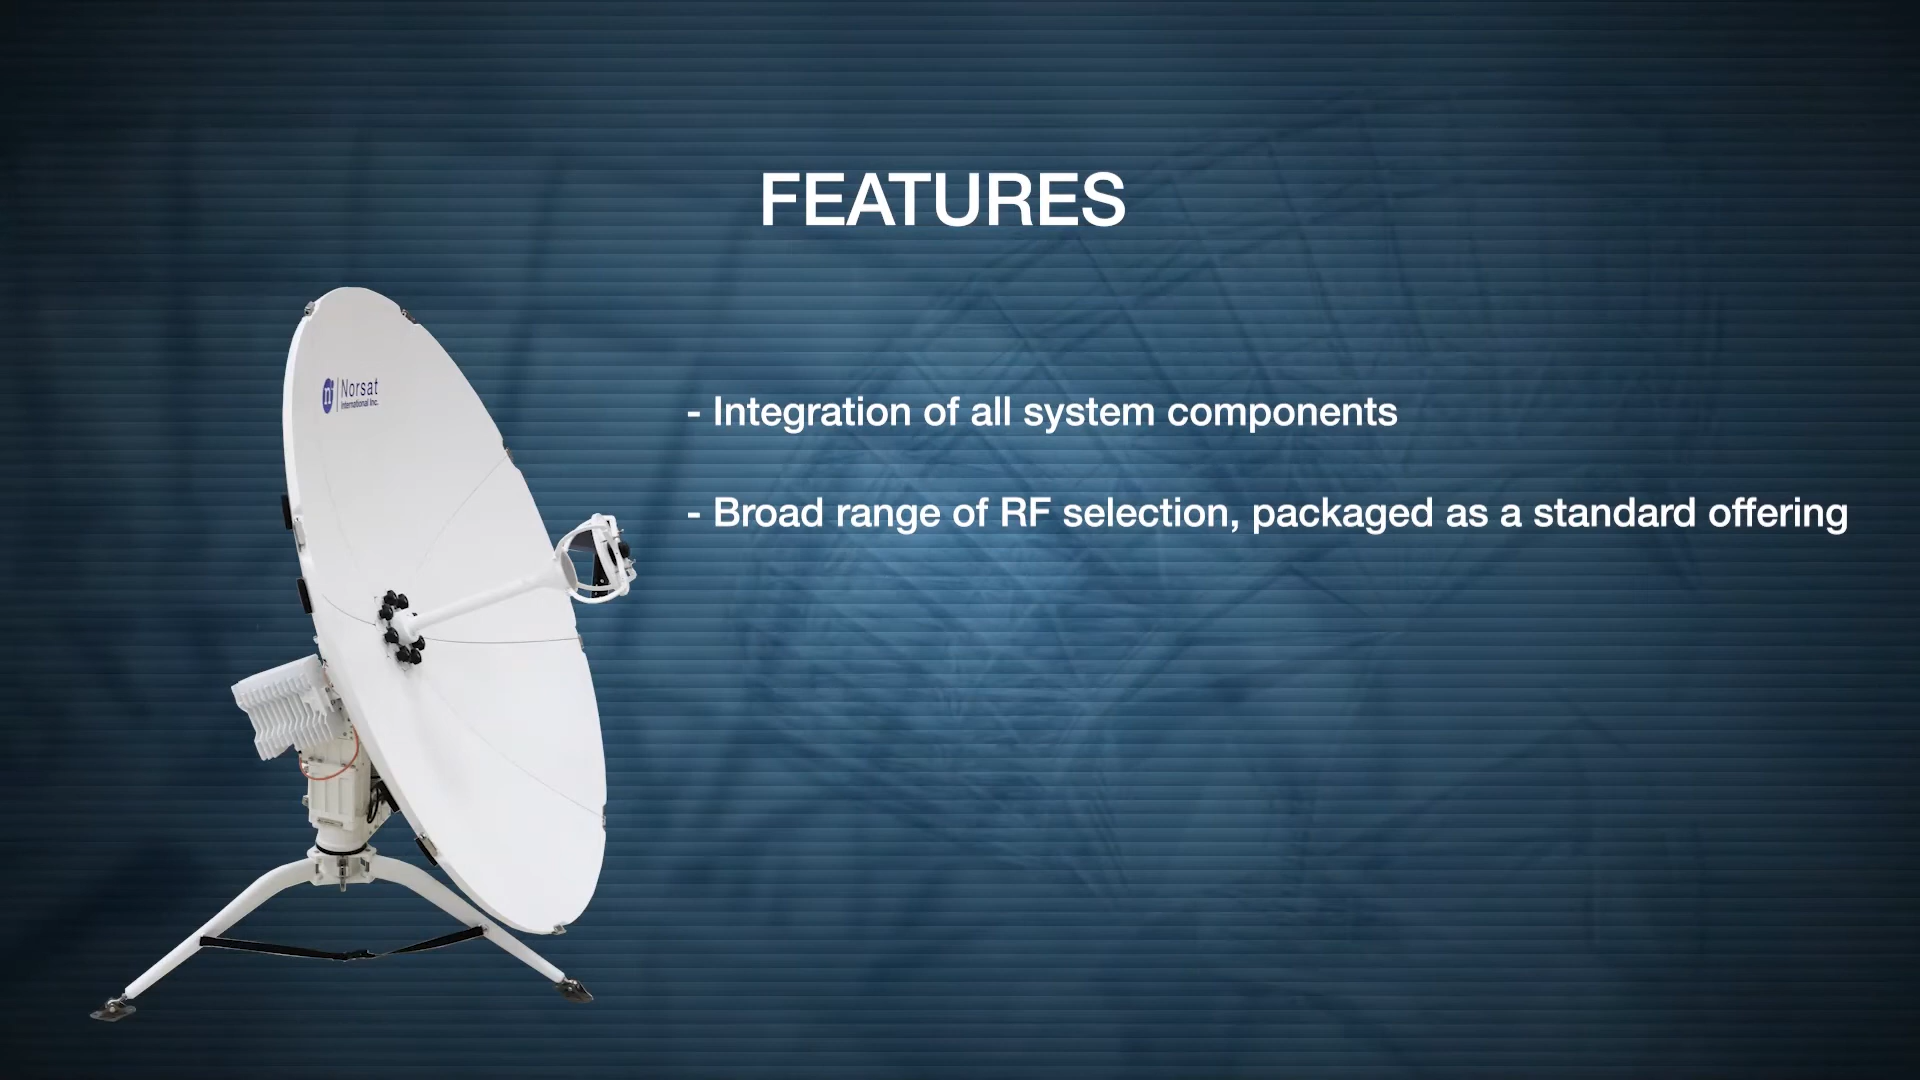 FEATURES
n Norsat
International Inc.
- Integration of all system components
- Broad range of RF selection, packaged as a standard offering